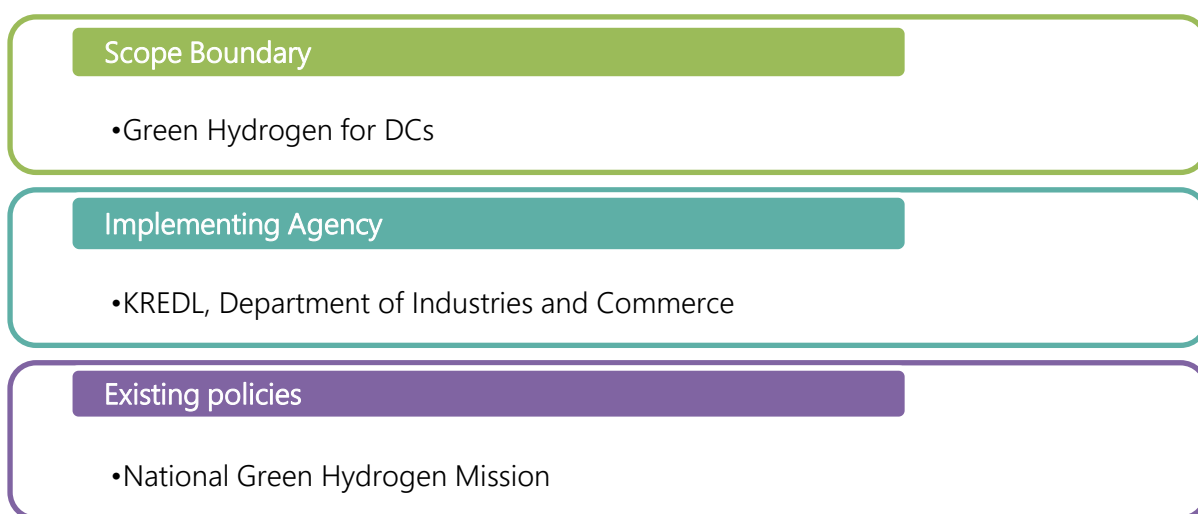 Scope Boundary
•Green Hydrogen for DCs
Implementing Agency
•KREDL, Department of Industries and Commerce
Existing policies
•National Green Hydrogen Mission